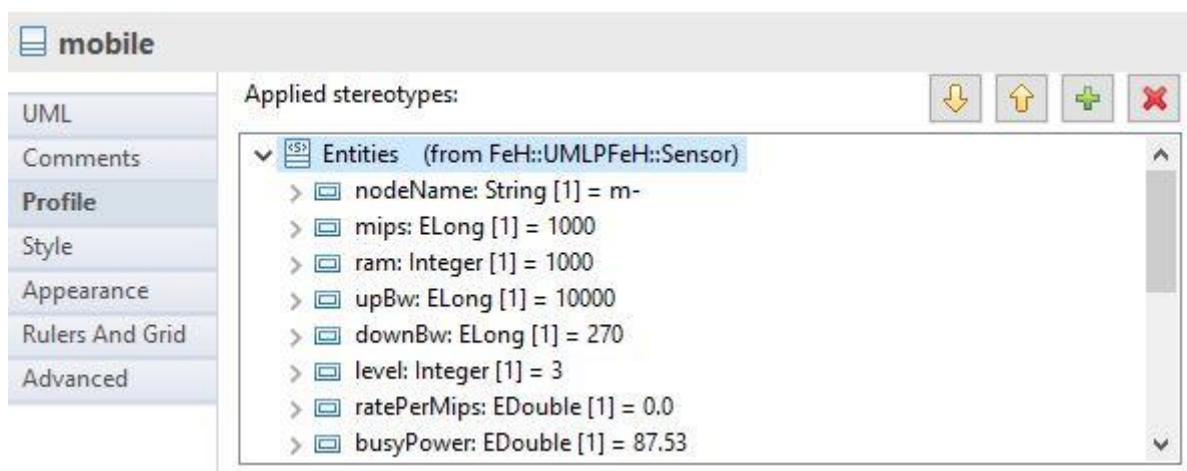 mobile
UML
Comments
Profile
Style
Appearance
Rulers And Grid
Advanced
Applied stereotypes:
<S> Entities (from FeH::UMLPFeH::Sensor)
nodeName: String [1] = m-
mips: ELong [1] = 1000
ram: Integer [1] = 1000
upBw: ELong [1] = 10000
downBw: ELong [1] = 270
level: Integer [1] = 3
ratePerMips: EDouble [1] = 0.0
busyPower: EDouble [1] = 87.53